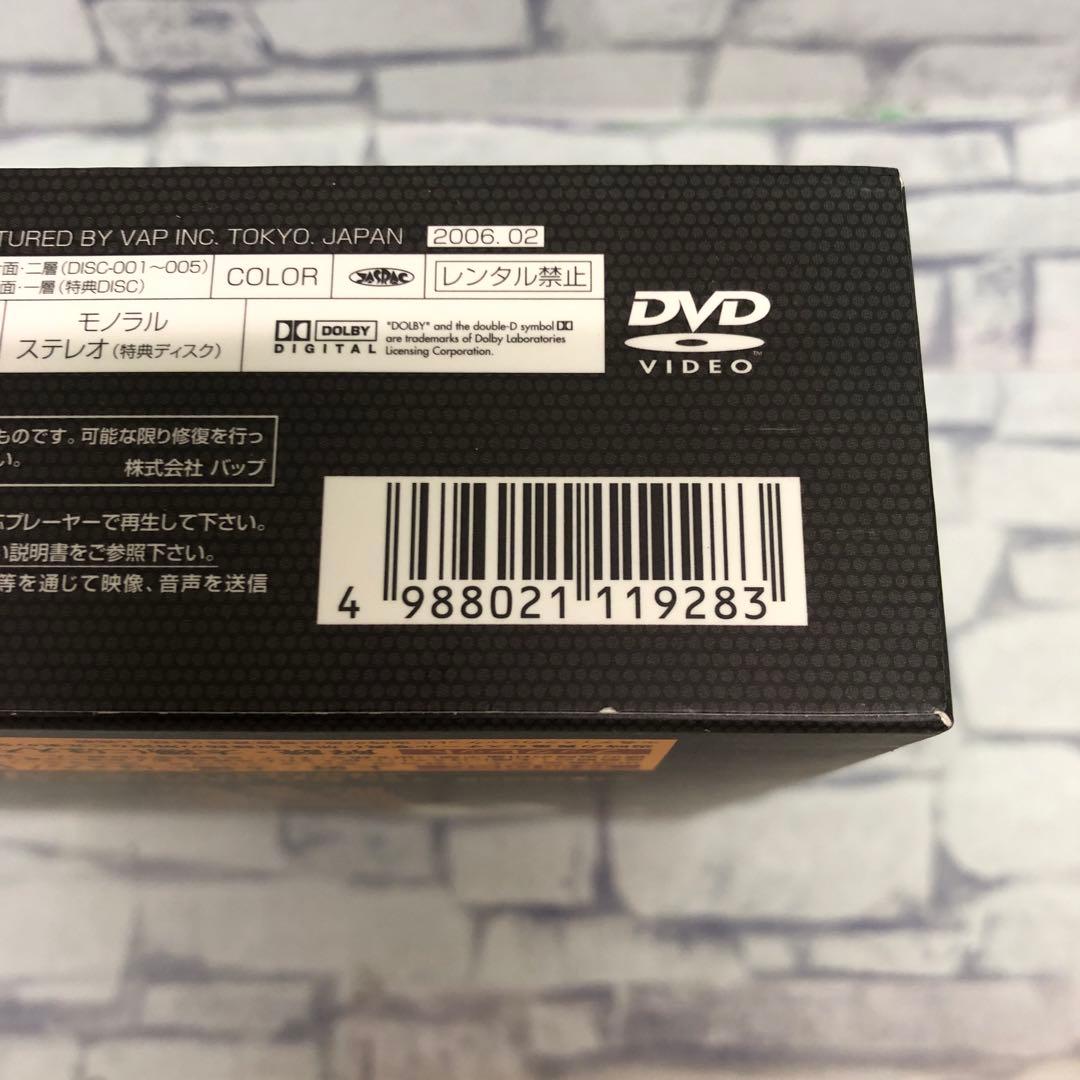 TURED BY VAP INC. TOKYO. JAPAN 2006. 02
面・二層(DISC-001~005)
面・一層(特典DISC)
COLOR
JASRAC
レンタル禁止
モノラル
ステレオ(特典ディスク)
DOLBY
DIGITAL
"DOLBY" and the double-D symbol
are trademarks of Dolby Laboratories
Licensing Corporation.
DVD
VIDEO
TM
ものです。可能な限り修復を行っ
い。
株式会社 バップ
プレーヤーで再生して下さい。
い説明書をご参照下さい。
等を通じて映像、音声を送信
4 988021 119283